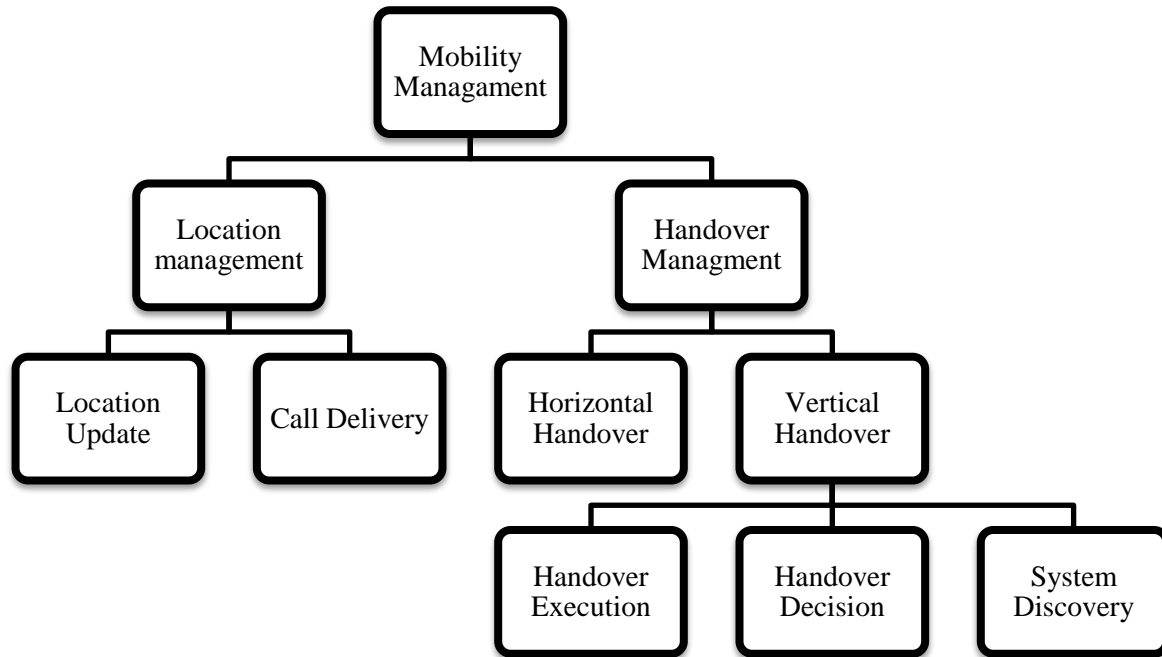 Mobility
Managament
Location
management
Handover
Managment
Location
Update
Call Delivery
Horizontal
Handover
Vertical
Handover
Handover
Execution
Handover
Decision
System
Discovery